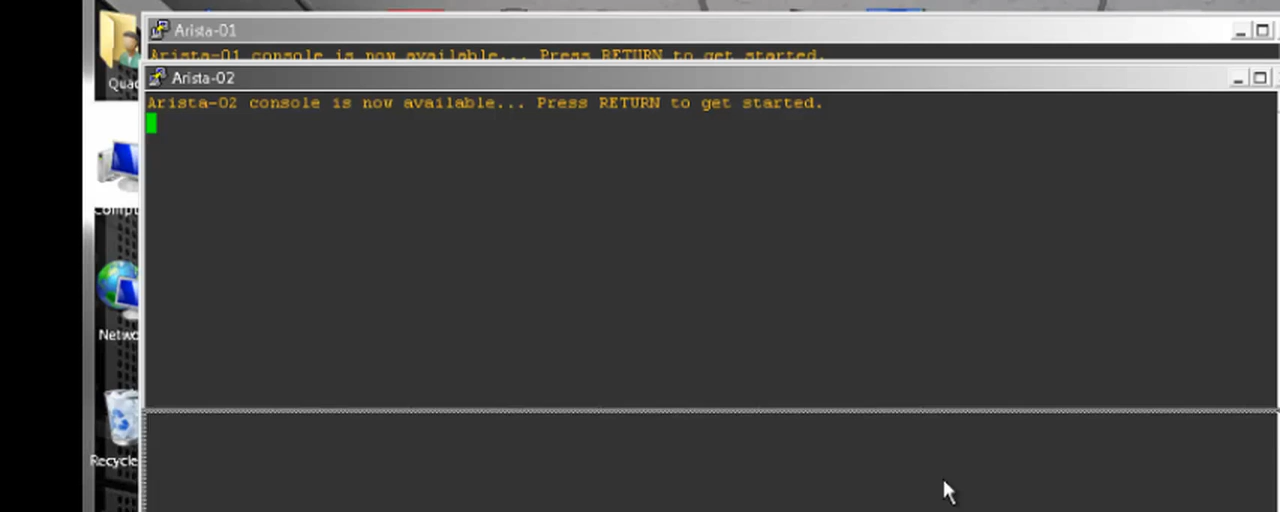 Arista-01
Arista-01 console is now available... Press RETURN to get started.
Arista-02
Arista-02 console is now available... Press RETURN to get started.
Netwo
Recycle